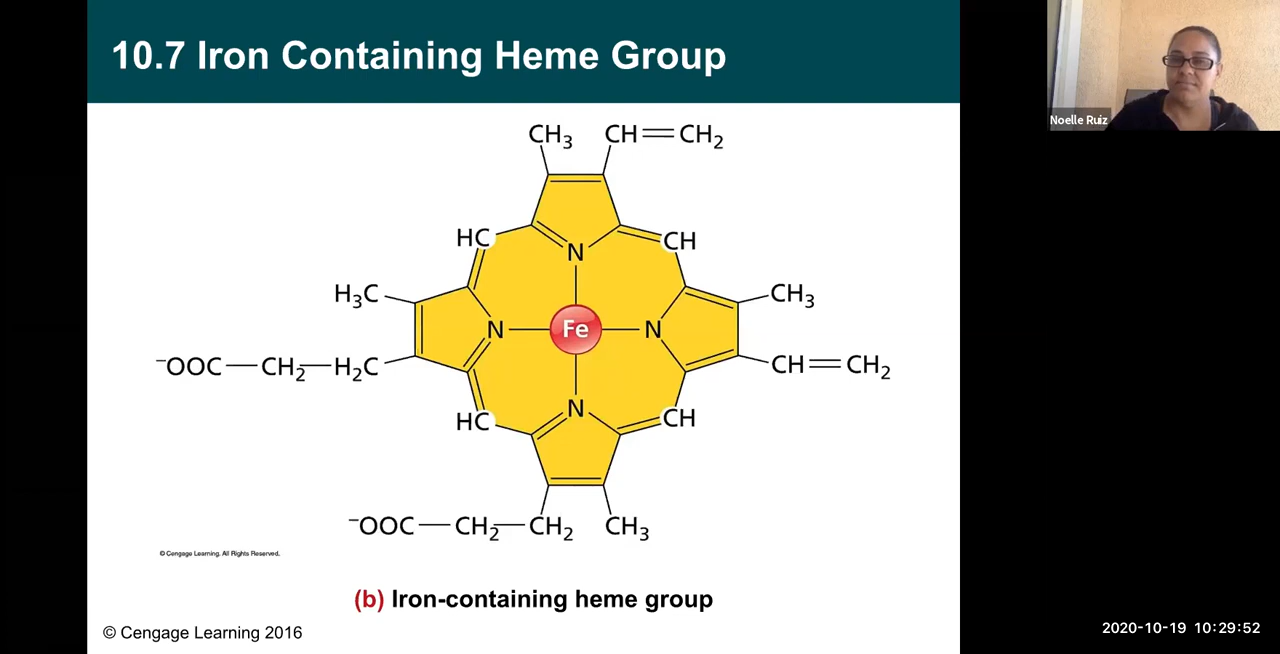 10.7 Iron Containing Heme Group
Noelle Ruiz
CH₃ CH=CH₂
HC N CH
H₃C CH₃
N Fe N
⁻OOC—CH₂—H₂C CH=CH₂
HC N CH
⁻OOC—CH₂—CH₂ CH₃
© Cengage Learning. All Rights Reserved.
(b) Iron-containing heme group
© Cengage Learning 2016
2020-10-19 10:29:52